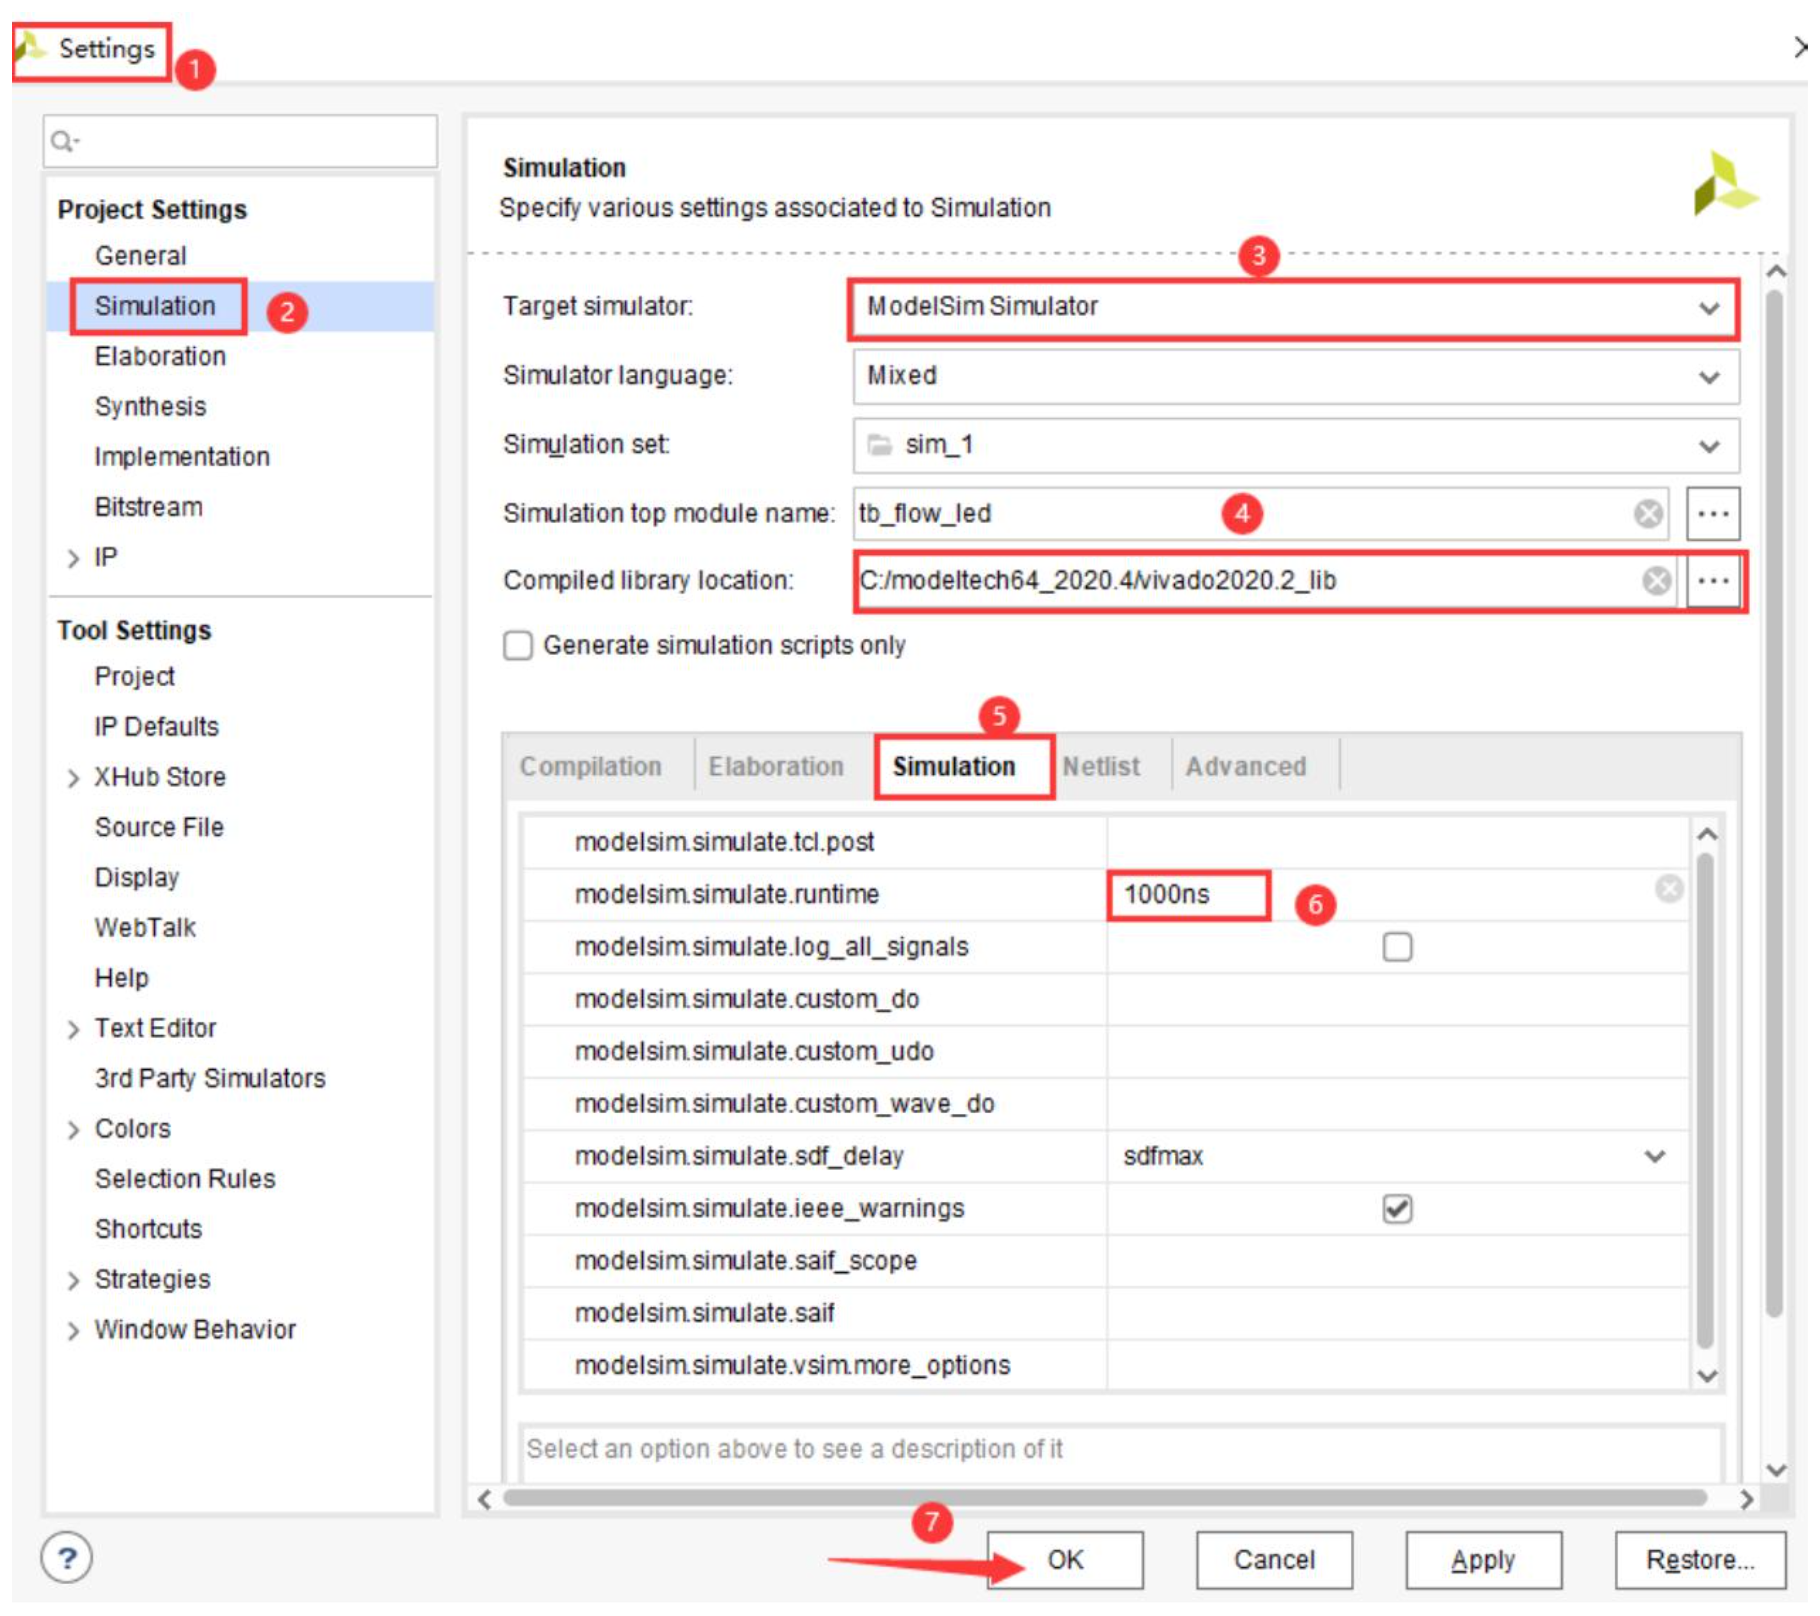 Settings
1
Project Settings
General
Simulation
2
Elaboration
Synthesis
Implementation
Bitstream
IP
Tool Settings
Project
IP Defaults
XHub Store
Source File
Display
WebTalk
Help
Text Editor
3rd Party Simulators
Colors
Selection Rules
Shortcuts
Strategies
Window Behavior
Simulation
Specify various settings associated to Simulation
3
Target simulator: ModelSim Simulator
Simulator language: Mixed
Simulation set: sim_1
Simulation top module name: tb_flow_led 4 ...
Compiled library location: C:/modeltech64_2020.4/vivado2020.2_lib ...
Generate simulation scripts only
5
Compilation Elaboration Simulation Netlist Advanced
modelsim.simulate.tcl.post
modelsim.simulate.runtime 1000ns 6
modelsim.simulate.log_all_signals
modelsim.simulate.custom_do
modelsim.simulate.custom_udo
modelsim.simulate.custom_wave_do
modelsim.simulate.sdf_delay sdfmax
modelsim.simulate.ieee_warnings
modelsim.simulate.saif_scope
modelsim.simulate.saif
modelsim.simulate.vsim.more_options
Select an option above to see a description of it
7
? OK Cancel Apply Restore...